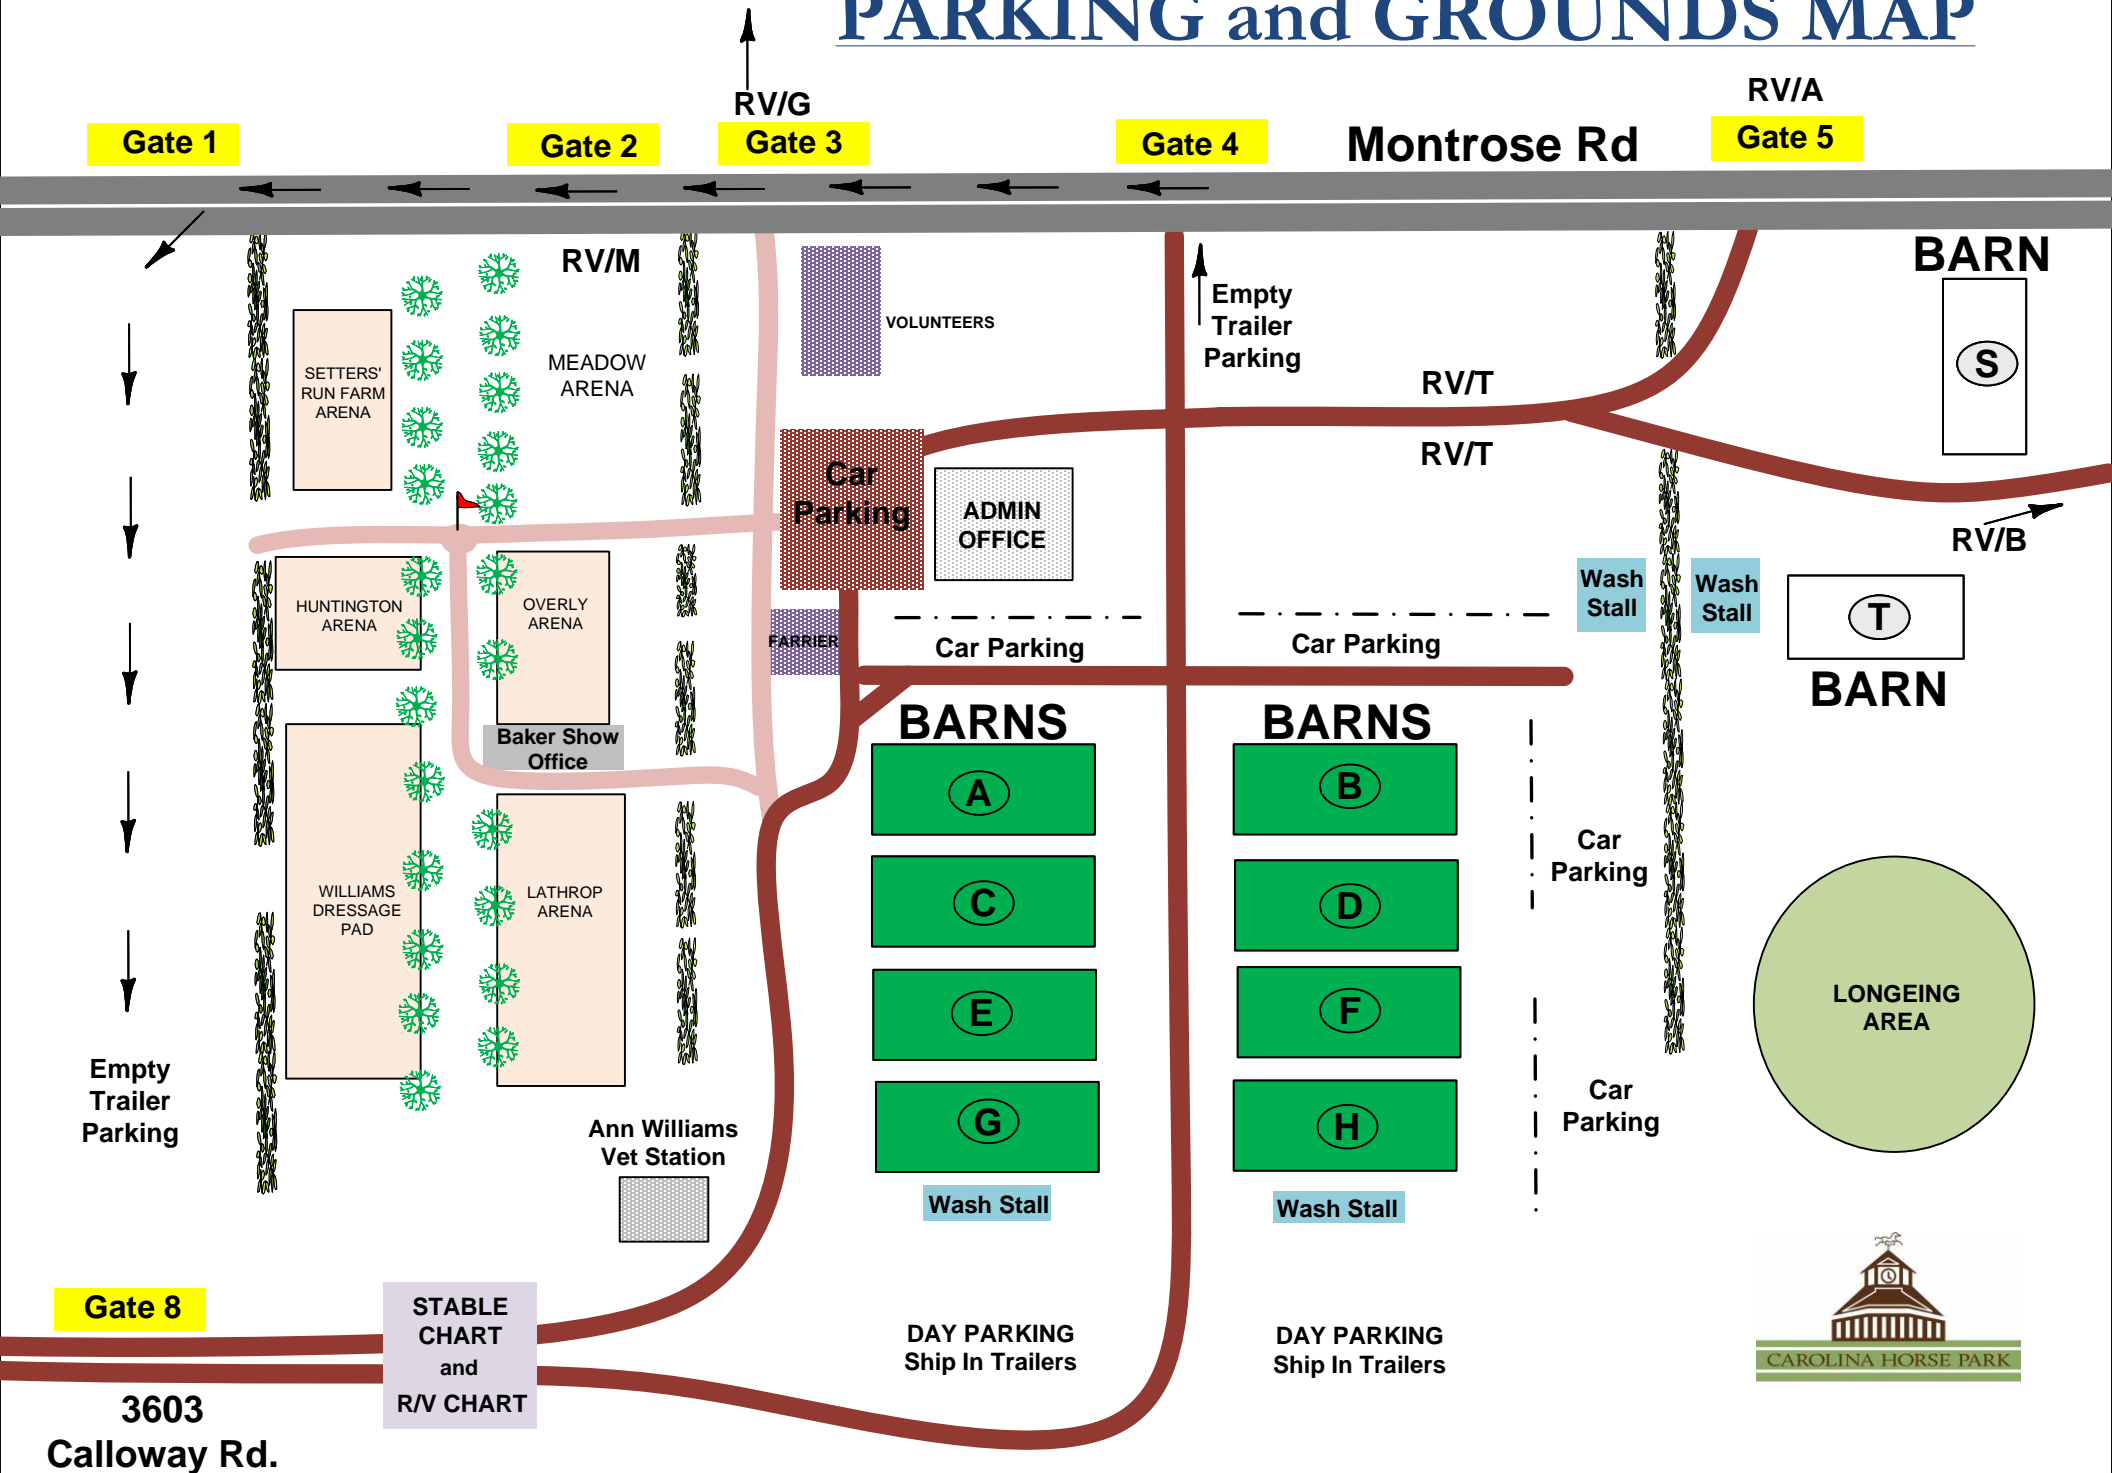 PARKING and GROUNDS MAP
RV/G
RV/A
Gate 1
Gate 2
Gate 3
Gate 4
Montrose Rd
Gate 5
RV/M
BARN
Empty
Trailer
Parking
VOLUNTEERS
SETTERS'
RUN FARM
ARENA
MEADOW
ARENA
S
RV/T
RV/T
Car
Parking
ADMIN
OFFICE
RV/B
Wash
Stall
Wash
Stall
HUNTINGTON
ARENA
OVERLY
ARENA
T
FARRIER
Car Parking
Car Parking
BARN
BARNS
BARNS
Baker Show
Office
A
B
Car
Parking
WILLIAMS
DRESSAGE
PAD
LATHROP
ARENA
C
D
LONGEING
AREA
E
F
Empty
Trailer
Parking
Car
Parking
Ann Williams
Vet Station
G
H
Wash Stall
Wash Stall
Gate 8
STABLE
CHART
and
R/V CHART
DAY PARKING
Ship In Trailers
DAY PARKING
Ship In Trailers
CAROLINA HORSE PARK
3603
Calloway Rd.